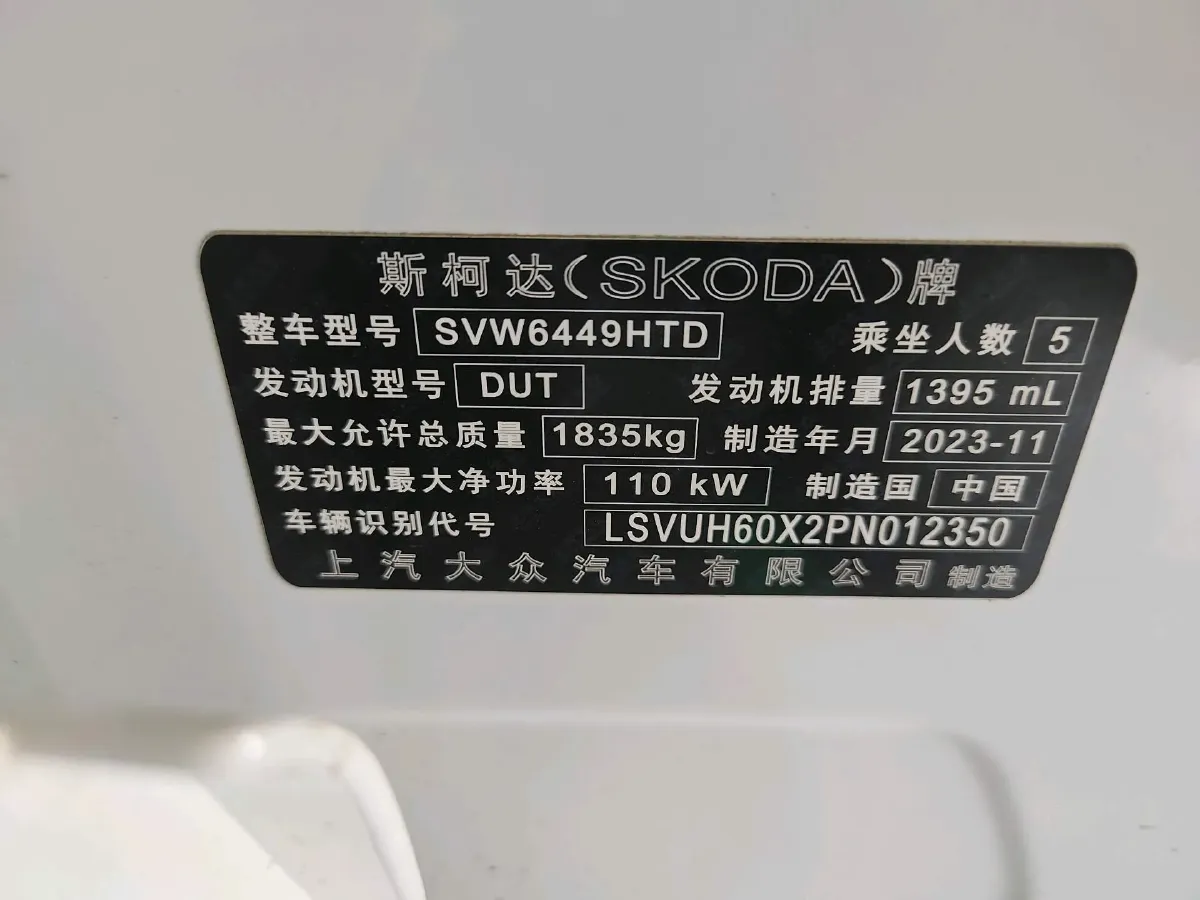 斯柯达(SKODA)牌
整车型号 SVW6449HTD 乘坐人数 5
发动机型号 DUT 发动机排量 1395 mL
最大允许总质量 1835kg 制造年月 2023-11
发动机最大净功率 110 kW 制造国 中国
车辆识别代号 LSVUH60X2PN012350
上汽大众汽车有限公司 制造